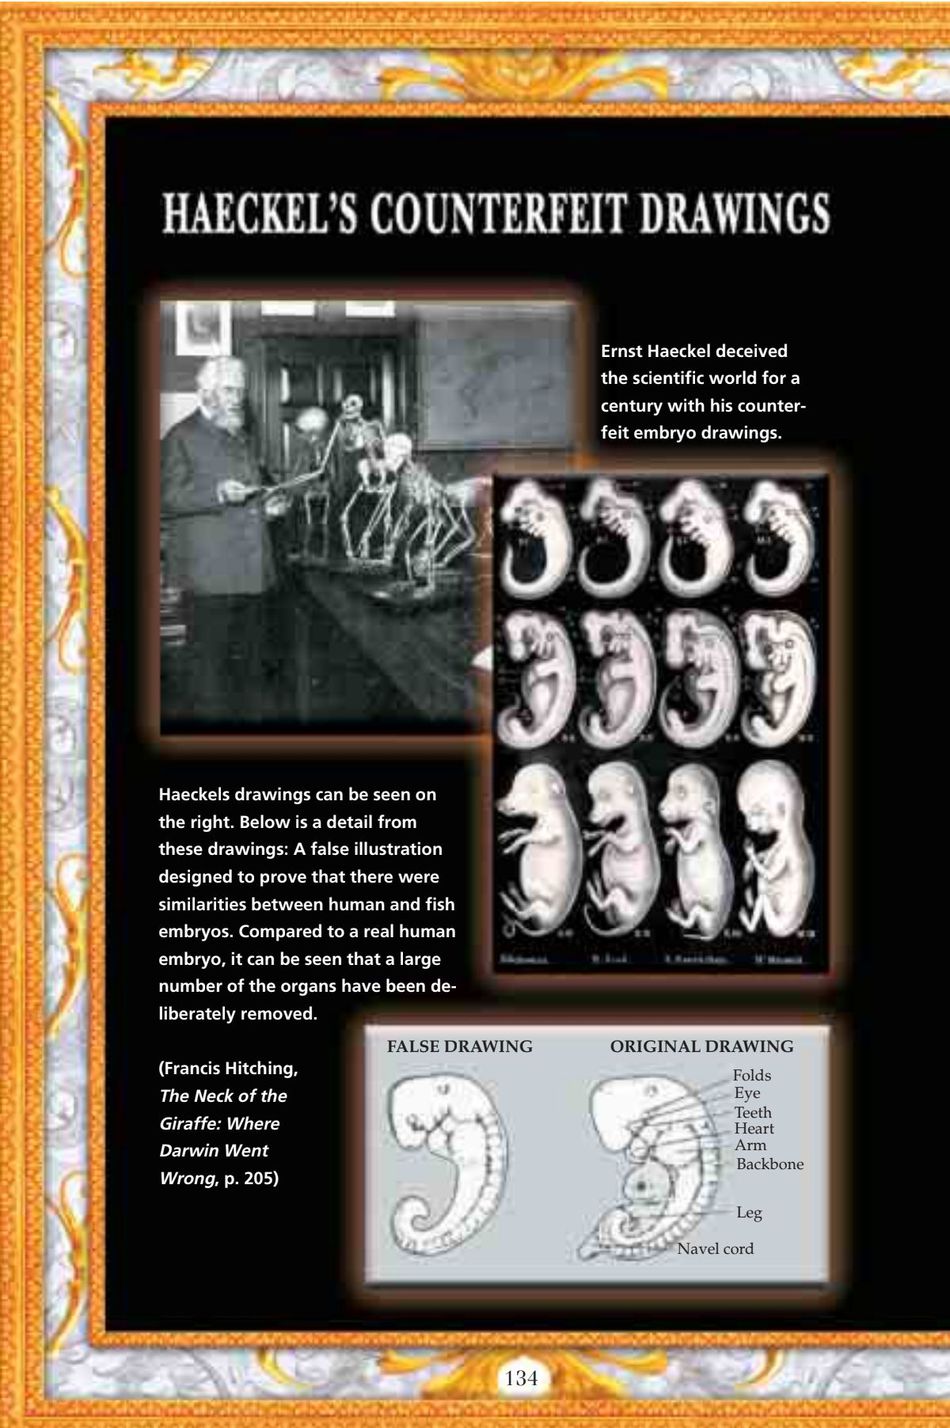 HAECKEL'S COUNTERFEIT DRAWINGS
Ernst Haeckel deceived
the scientific world for a
century with his counter-
feit embryo drawings.
Haeckels drawings can be seen on
the right. Below is a detail from
these drawings: A false illustration
designed to prove that there were
similarities between human and fish
embryos. Compared to a real human
embryo, it can be seen that a large
number of the organs have been de-
liberately removed.
(Francis Hitching,
The Neck of the
Giraffe: Where
Darwin Went
Wrong, p. 205)
FALSE DRAWING
ORIGINAL DRAWING
Folds
Eye
Teeth
Heart
Arm
Backbone
Leg
Navel cord
134